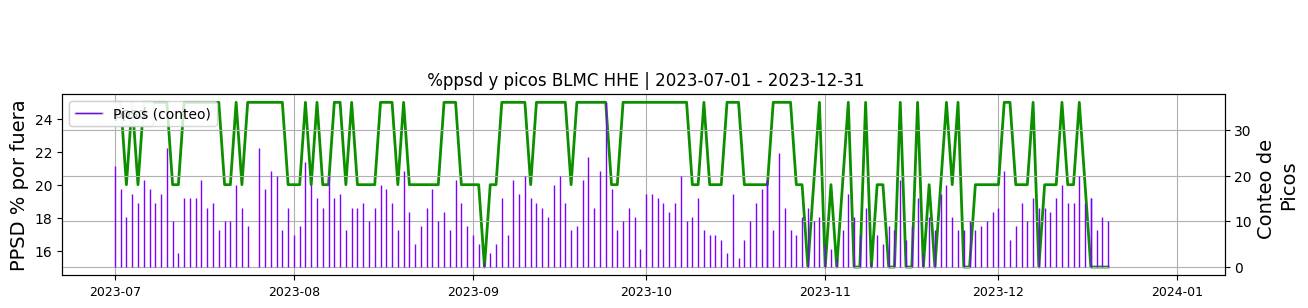 %ppsd y picos BLMC HHE | 2023-07-01 - 2023-12-31
Picos (conteo)
PPSD % por fuera
24
22
20
18
16
Conteo de
Picos
30
20
10
0
2023-07 2023-08 2023-09 2023-10 2023-11 2023-12 2024-01